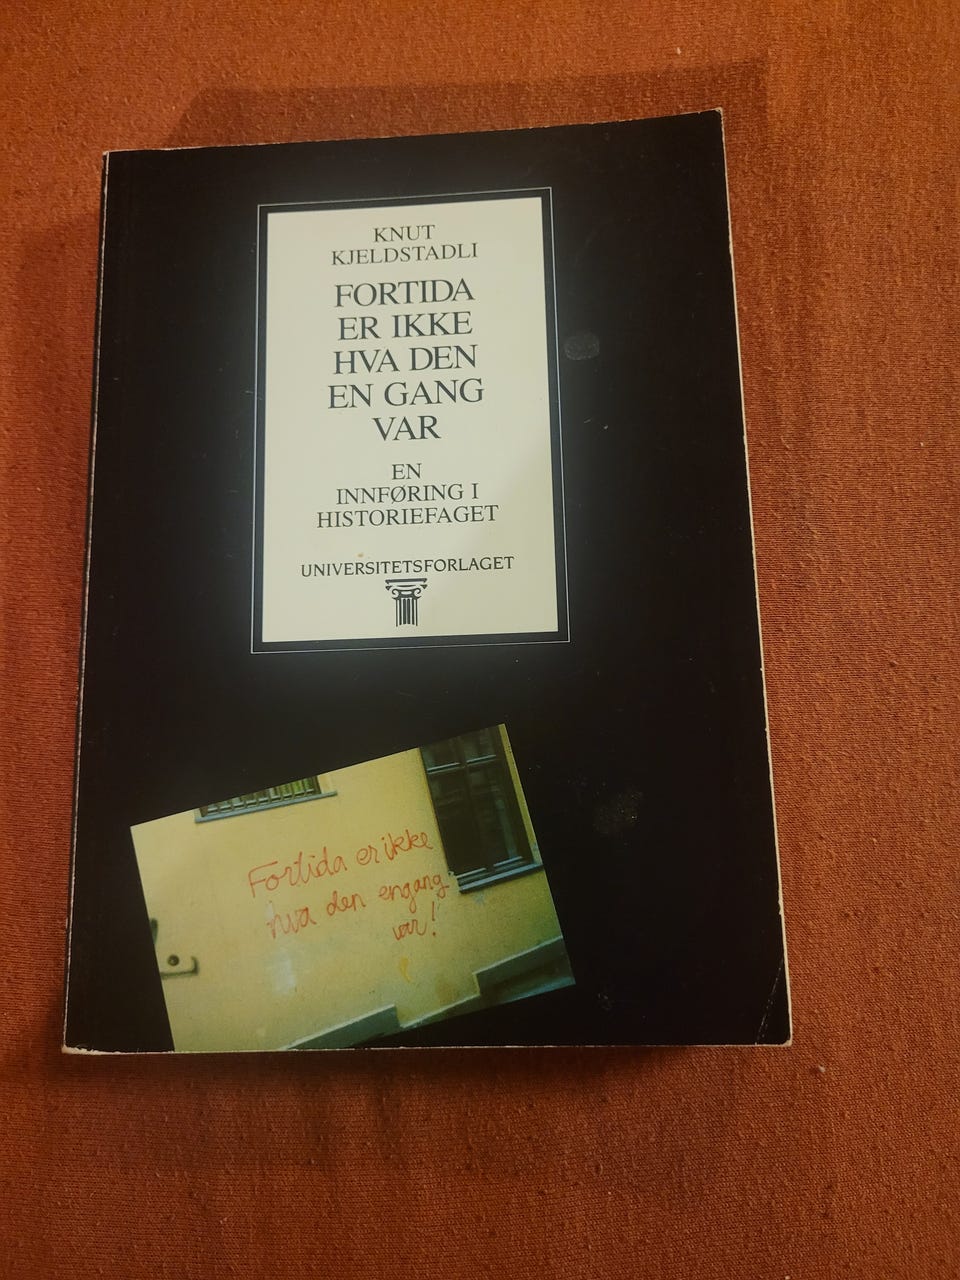 KNUT
KJELDSTADLI
FORTIDA
ER IKKE
HVA DEN
EN GANG
VAR
EN
INNFØRING I
HISTORIEFAGET
UNIVERSITETSFORLAGET
Fortida er ikke
hva den engang
var!